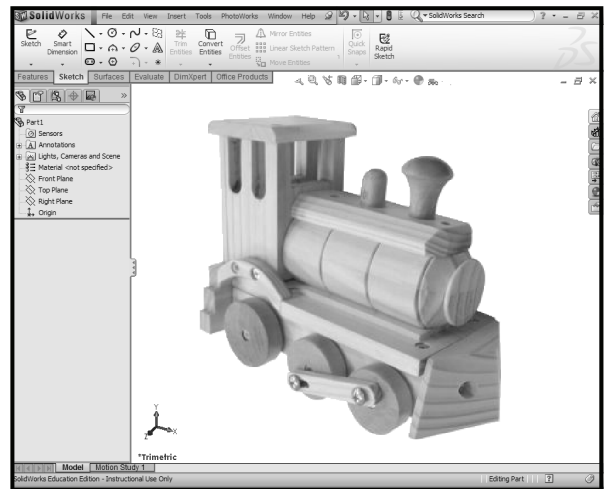 SolidWorks File Edit View Insert Tools PhotoWorks Window Help SolidWorks Search
Sketch Smart Dimension Trim Entities Convert Entities Offset Entities Mirror Entities Linear Sketch Pattern Move Entities Quick Snaps Rapid Sketch
Features Sketch Surfaces Evaluate DimXpert Office Products
Part1
Sensors
A Annotations
Lights, Cameras and Scene
Material <not specified>
Front Plane
Top Plane
Right Plane
Origin
Y
Z X
*Trimetric
Model Motion Study 1
SolidWorks Education Edition - Instructional Use Only Editing Part ?